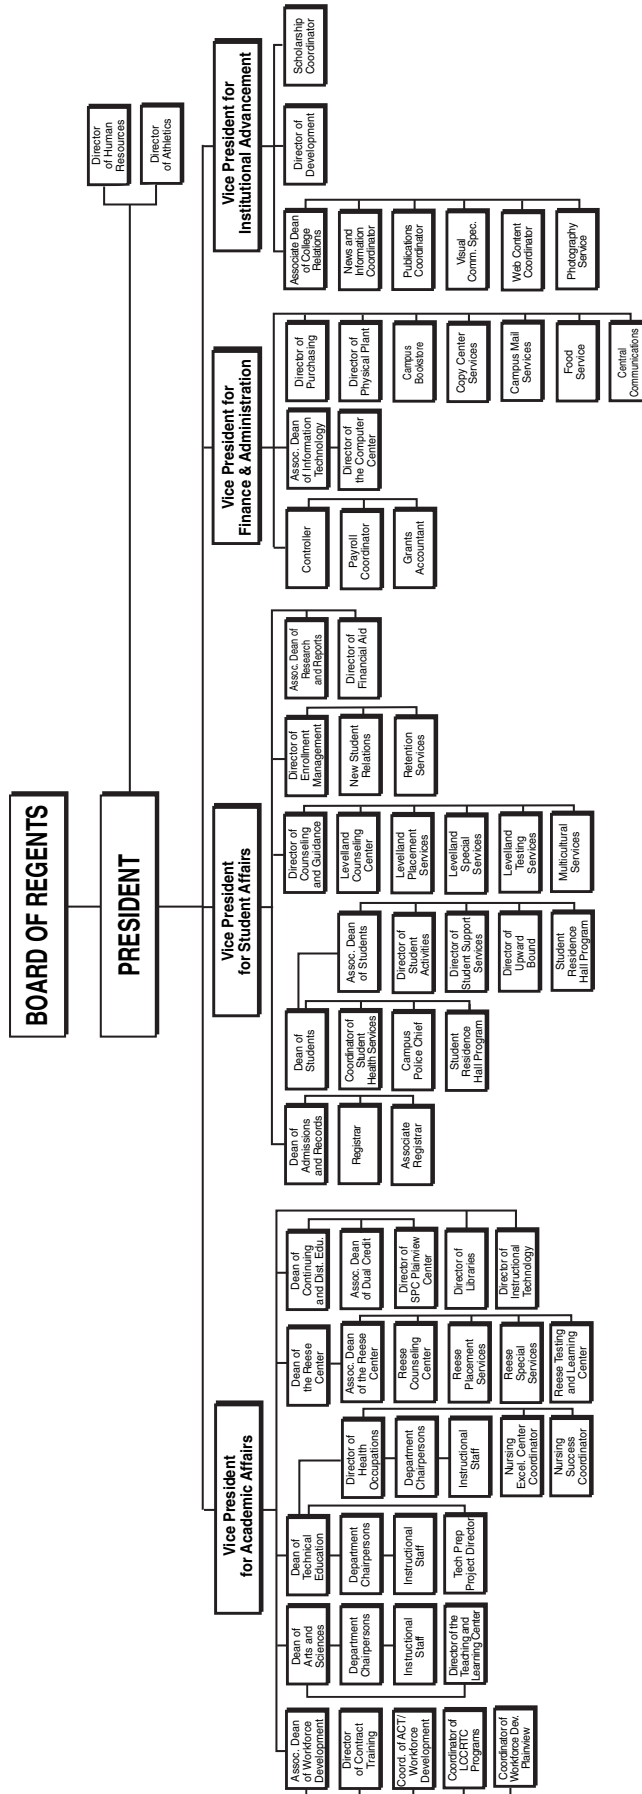 BOARD OF REGENTS
PRESIDENT
Director
of Human
Resources
Director
of Athletics
Vice President
for Academic Affairs
Vice President
for Student Affairs
Vice President for
Finance & Administration
Vice President for
Institutional Advancement
Assoc. Dean
of Workforce
Development
Director
of Contract
Training
Coord. of ACT/
Workforce
Development
Coordinator of
LCCRTC
Programs
Coordinator of
Workforce Dev.
Plainview
Dean of
Arts and
Sciences
Department
Chairpersons
Instructional
Staff
Director of the
Teaching and
Learning Center
Dean of
Technical
Education
Department
Chairpersons
Instructional
Staff
Tech Prep
Project Director
Director of
Health
Occupations
Department
Chairpersons
Instructional
Staff
Nursing
Excel. Center
Coordinator
Nursing
Success
Coordinator
Dean of
the Reese
Center
Assoc. Dean
of the Reese
Center
Reese
Counseling
Center
Reese
Placement
Services
Reese
Special
Services
Reese Testing
and Learning
Center
Dean of
Continuing
and Dist. Edu.
Assoc. Dean
of Dual Credit
Director of
SPC Plainview
Center
Director of
Libraries
Director of
Instructional
Technology
Dean of
Admissions
and Records
Registrar
Associate
Registrar
Dean of
Students
Coordinator of
Student
Health Services
Campus
Police Chief
Student
Residence
Hall Program
Assoc. Dean
of Students
Director of
Student
Activities
Director of
Student Support
Services
Director of
Upward
Bound
Student
Residence
Hall Program
Director of
Counseling
and Guidance
Levelland
Counseling
Center
Levelland
Placement
Services
Levelland
Special
Services
Levelland
Testing
Services
Multicultural
Services
Director of
Enrollment
Management
New Student
Relations
Retention
Services
Assoc. Dean of
Research
and Reports
Director of
Financial Aid
Controller
Payroll
Coordinator
Grants
Accountant
Assoc. Dean
of Information
Technology
Director of
the Computer
Center
Director of
Purchasing
Director of
Physical Plant
Campus
Bookstore
Copy Center
Services
Campus Mail
Services
Food
Service
Central
Communications
Associate Dean
of College
Relations
News and
Information
Coordinator
Publications
Coordinator
Visual
Comm. Spec.
Web Content
Coordinator
Photography
Service
Director of
Development
Scholarship
Coordinator